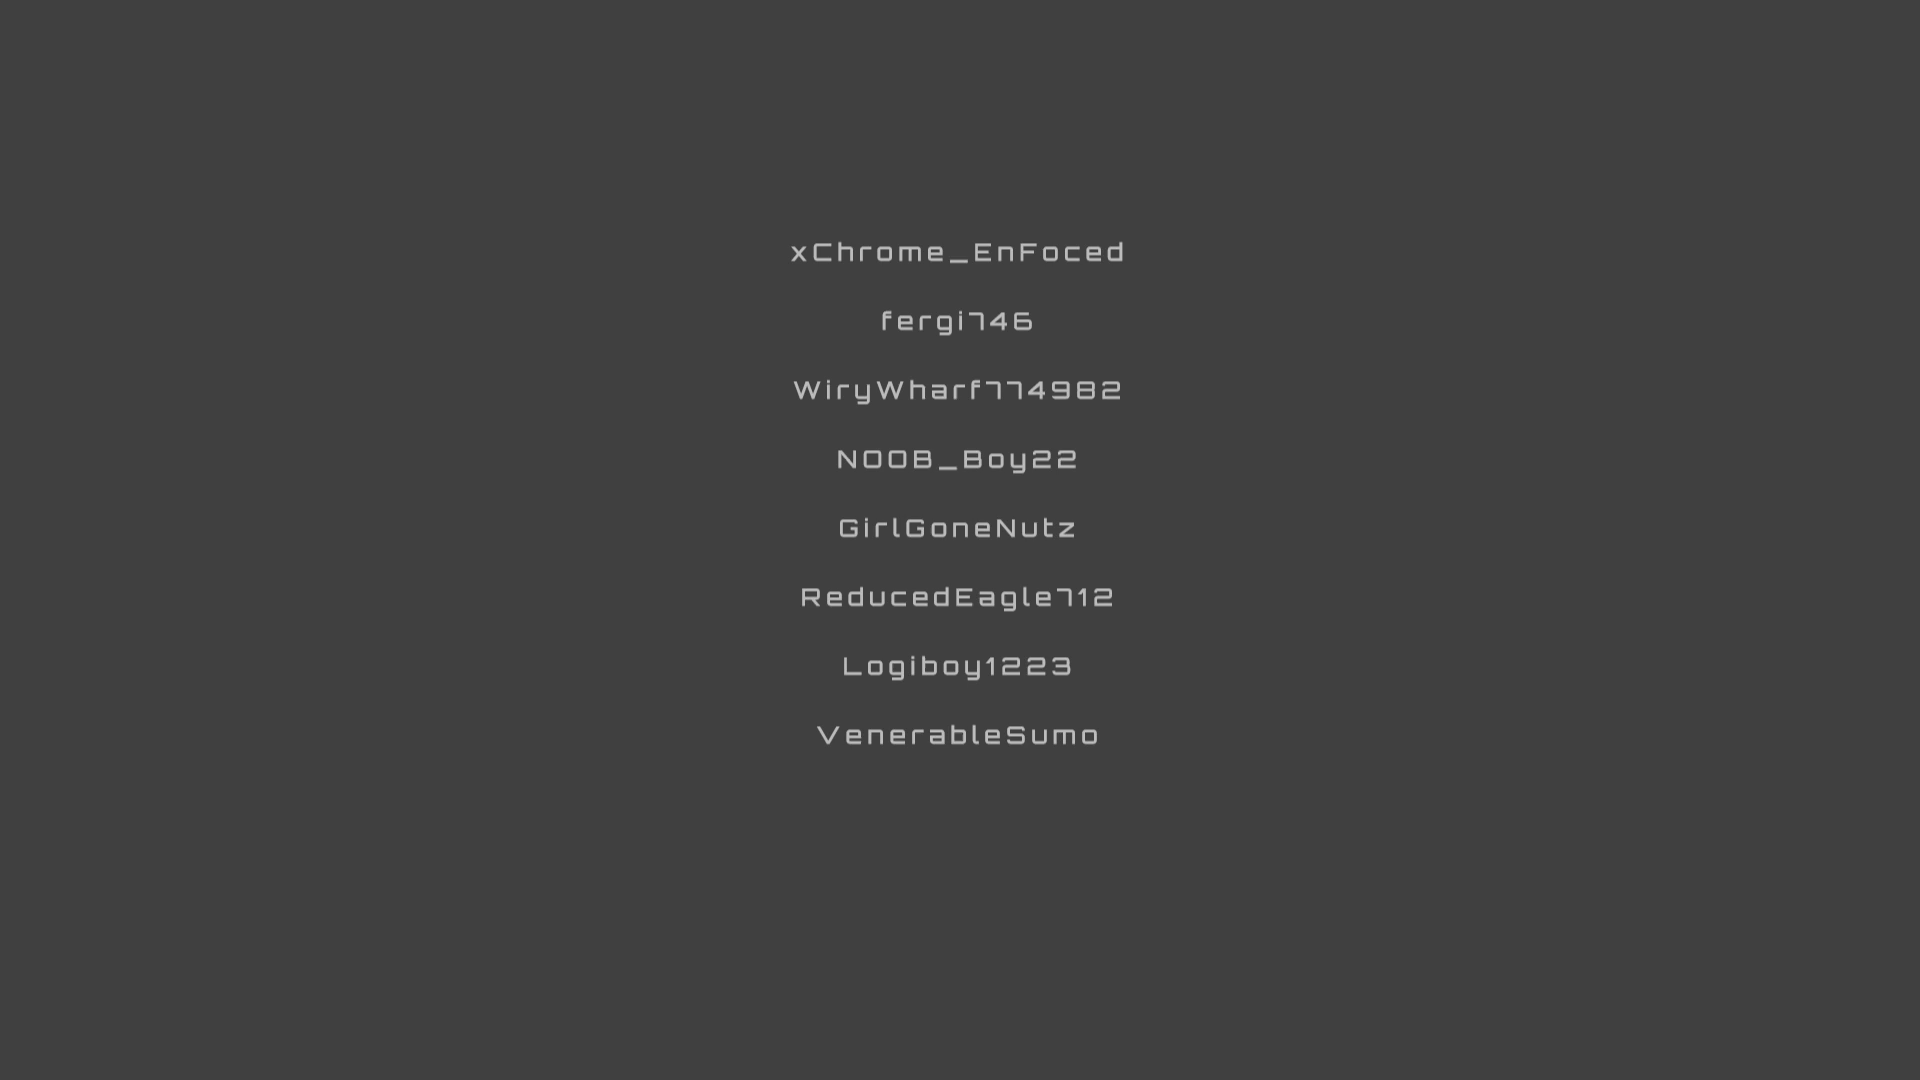 xChrome_EnFoced
fergi746
WiryWharf774982
NOOB_Boy22
GirlGoneNutz
ReducedEagle712
Logiboy1223
VenerableSumo